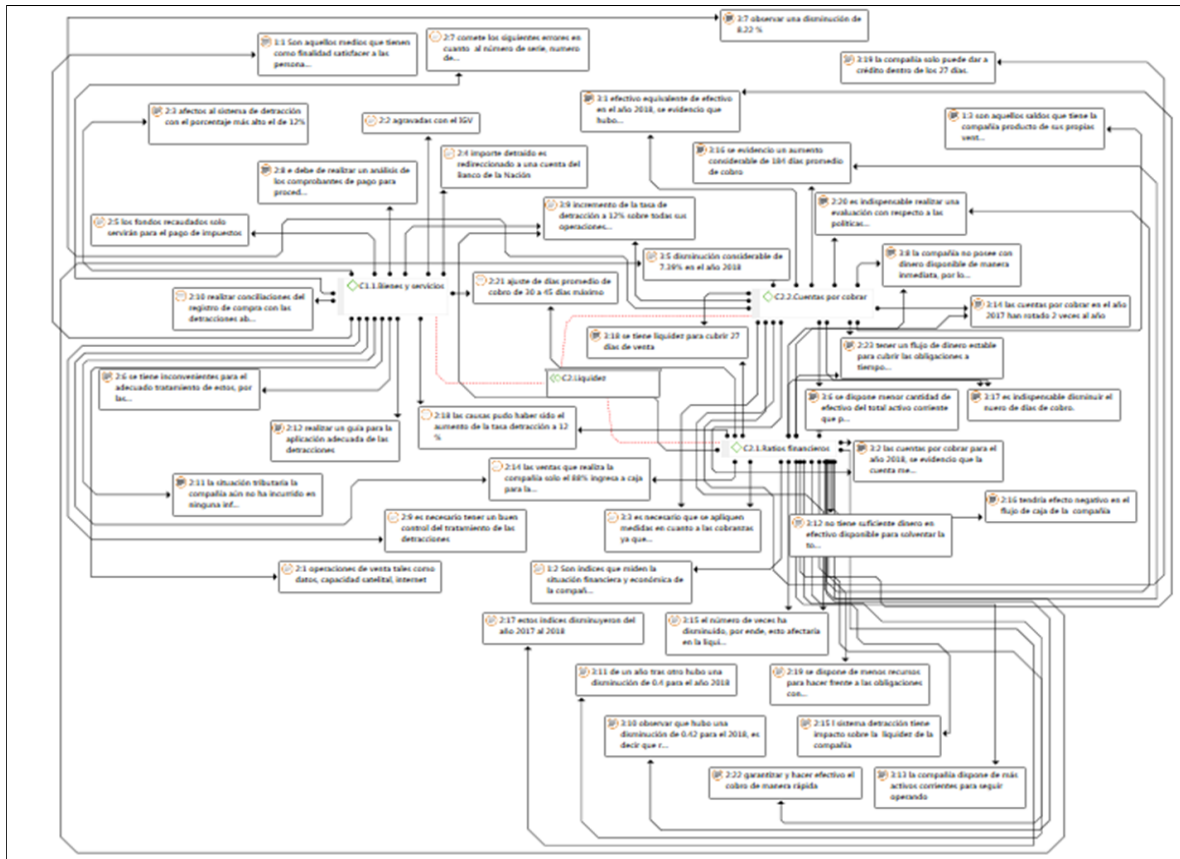 3:7 observar una disminución de
8.22 %
1:1 Son aquellos medios que tienen
como finalidad satisfacer a las
persona...
2:7 comete los siguientes errores en
cuanto al número de serie, numero
de...
3:19 la compañía solo puede dar a
crédito dentro de los 27 días.
2:3 afectos al sistema de detracción
con el porcentaje más alto el de 12%
2:2 agravadas con el IGV
3:1 efectivo equivalente de efectivo
en el año 2018, se evidencio que
hubo...
1:3 son aquellos saldos que tiene la
compañía producto de sus propias
vent...
2:4 importe detraido es
redireccionado a una cuenta del
Banco de la Nación
3:16 se evidencio un aumento
considerable de 184 días promedio
de cobro
2:8 e debe de realizar un análisis de
los comprobantes de pago para
proced...
2:20 es indispensable realizar una
evaluación con respecto a las
políticas...
3:9 incremento de la tasa de
detracción a 12% sobre todas sus
operaciones...
2:5 los fondos recaudados solo
servirán para el pago de impuestos
3:8 la compañía no posee con
dinero disponible de manera
inmediata, por lo...
3:5 disminución considerable de
7.39% en el año 2018
C1.1.Bienes y servicios
2:21 ajuste de días promedio de
cobro de 30 a 45 días máximo
2:10 realizar conciliaciones del
registro de compra con las
detracciones ab...
C2.2.Cuentas por cobrar
3:14 las cuentas por cobrar en el año
2017 han rotado 2 veces al año
3:18 se tiene liquidez para cubrir 27
días de venta
2:23 tener un flujo de dinero estable
para cubrir las obligaciones a
tiempo...
2:6 se tiene inconvenientes para el
adecuado tratamiento de estos, por
las...
C2.Liquidez
3:6 se dispone menor cantidad de
efectivo del total activo corriente
que p...
3:17 es indispensable disminuir el
nuero de días de cobro.
2:18 las causas pudo haber sido el
aumento de la tasa detracción a 12
%
2:12 realizar un guía para la
aplicación adecuada de las
detracciones
C2.1.Ratios financieros
3:2 las cuentas por cobrar para el
año 2018, se evidencio que la
cuenta me...
2:14 las ventas que realiza la
compañía solo el 88% ingresa a caja
para la...
2:11 la situación tributaria la
compañía aún no ha incurrido en
ninguna inf...
2:16 tendría efecto negativo en el
flujo de caja de la compañía
2:9 es necesario tener un buen
control del tratamiento de las
detracciones
3:3 es necesario que se apliquen
medidas en cuanto a las cobranzas
ya que...
3:12 no tiene suficiente dinero en
efectivo disponible para solventar la
to...
2:1 operaciones de venta tales como
datos, capacidad satelital, internet
1:2 Son índices que miden la
situación financiera y económica de
la compañ...
2:17 estos índices disminuyeron del
año 2017 al 2018
3:15 el número de veces ha
disminuido, por ende, esto afectaría
en la liqui...
3:11 de un año tras otro hubo una
disminución de 0.4 para el año 2018
2:19 se dispone de menos recursos
para hacer frente a las obligaciones
con...
3:10 observar que hubo una
disminución de 0.42 para el 2018, es
decir que r...
2:15 l sistema detracción tiene
impacto sobre la liquidez de la
compañía
2:22 garantizar y hacer efectivo el
cobro de manera rápida
3:13 la compañía dispone de más
activos corrientes para seguir
operando